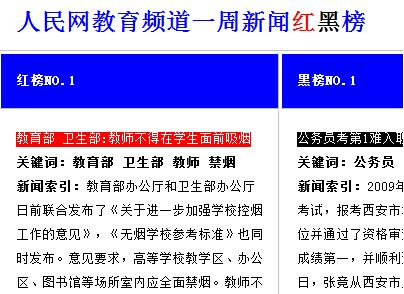 人民网教育频道一周新闻红黑榜
红榜NO.1
教育部 卫生部:教师不得在学生面前吸烟
关键词：教育部 卫生部 教师 禁烟
新闻索引：教育部办公厅和卫生部办公厅
日前联合发布了《关于进一步加强学校控烟
工作的意见》，《无烟学校参考标准》也同
时发布。意见要求，高等学校教学区、办公
区、图书馆等场所室内应全面禁烟。教师不
黑榜NO.1
公务员考第1难入职
关键词：公务员
新闻索引：2009年
考试，报考西安市
位并通过了资格审
成绩第一，并顺利
日，张竟从西安市